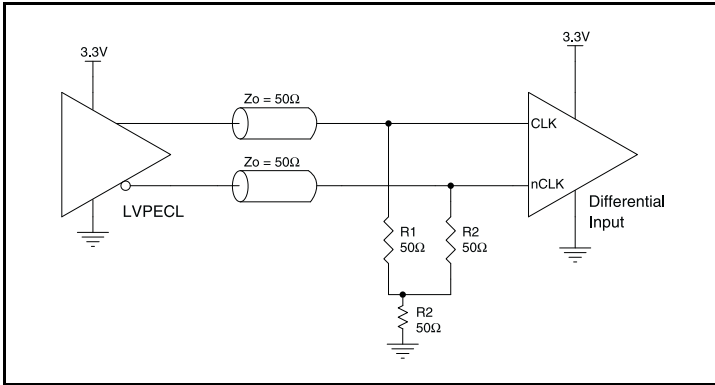 3.3V
3.3V
Zo = 50Ω
CLK
Zo = 50Ω
nCLK
LVPECL
Differential
Input
R1
50Ω
R2
50Ω
R2
50Ω